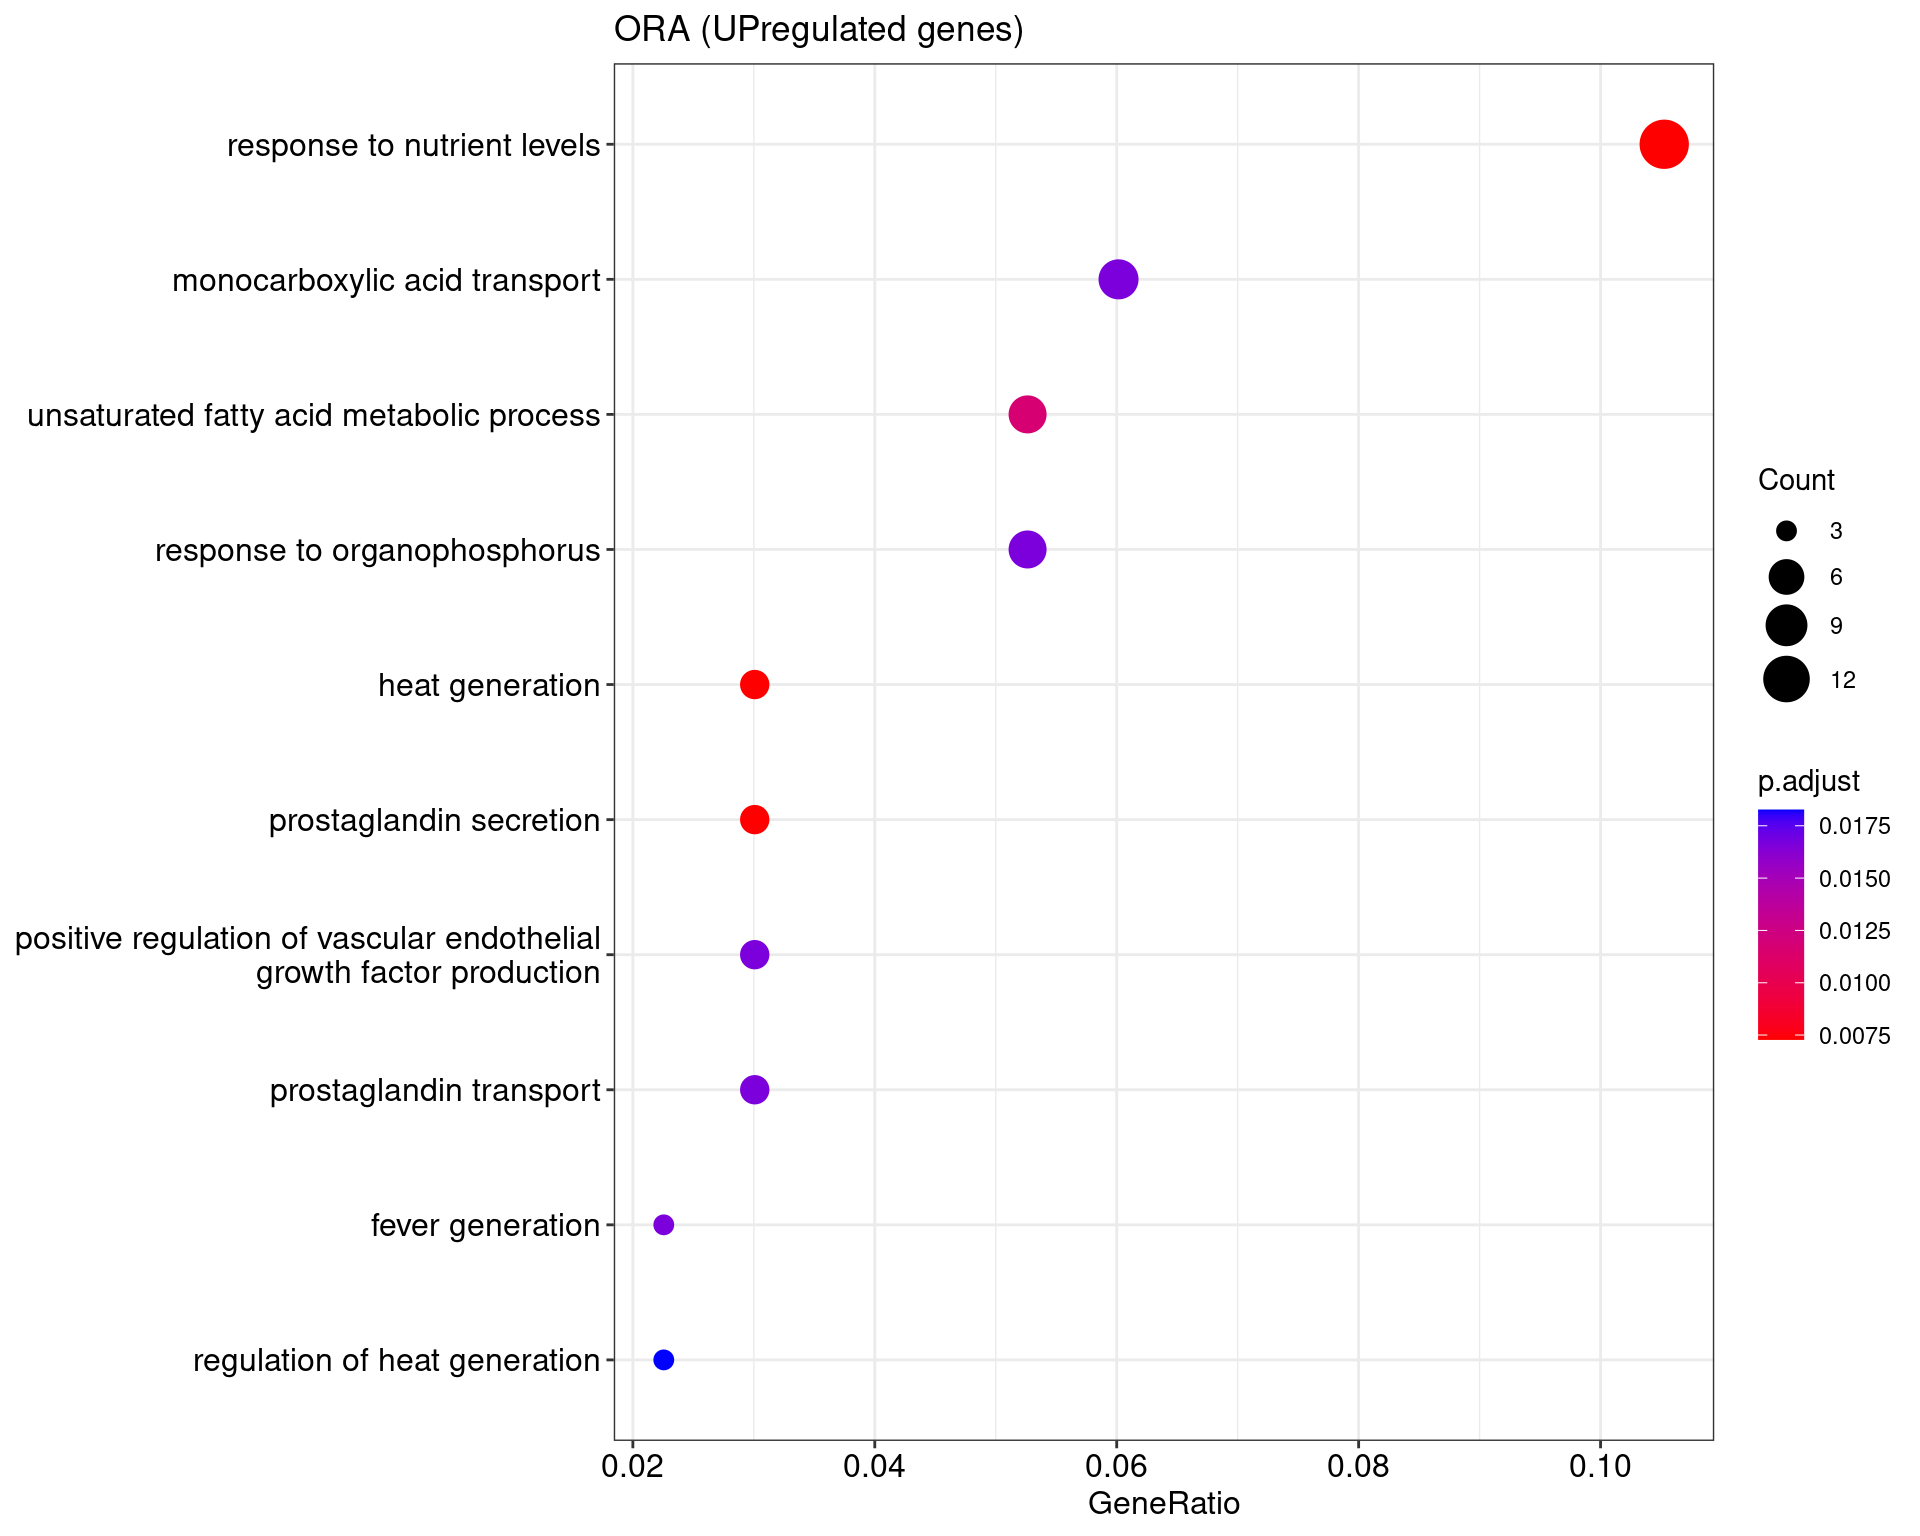 ORA (UPregulated genes)
response to nutrient levels
monocarboxylic acid transport
unsaturated fatty acid metabolic process
response to organophosphorus
heat generation
prostaglandin secretion
positive regulation of vascular endothelial
growth factor production
prostaglandin transport
fever generation
regulation of heat generation
0.02 0.04 0.06 0.08 0.10
GeneRatio
Count
3
6
9
12
p.adjust
0.0175
0.0150
0.0125
0.0100
0.0075